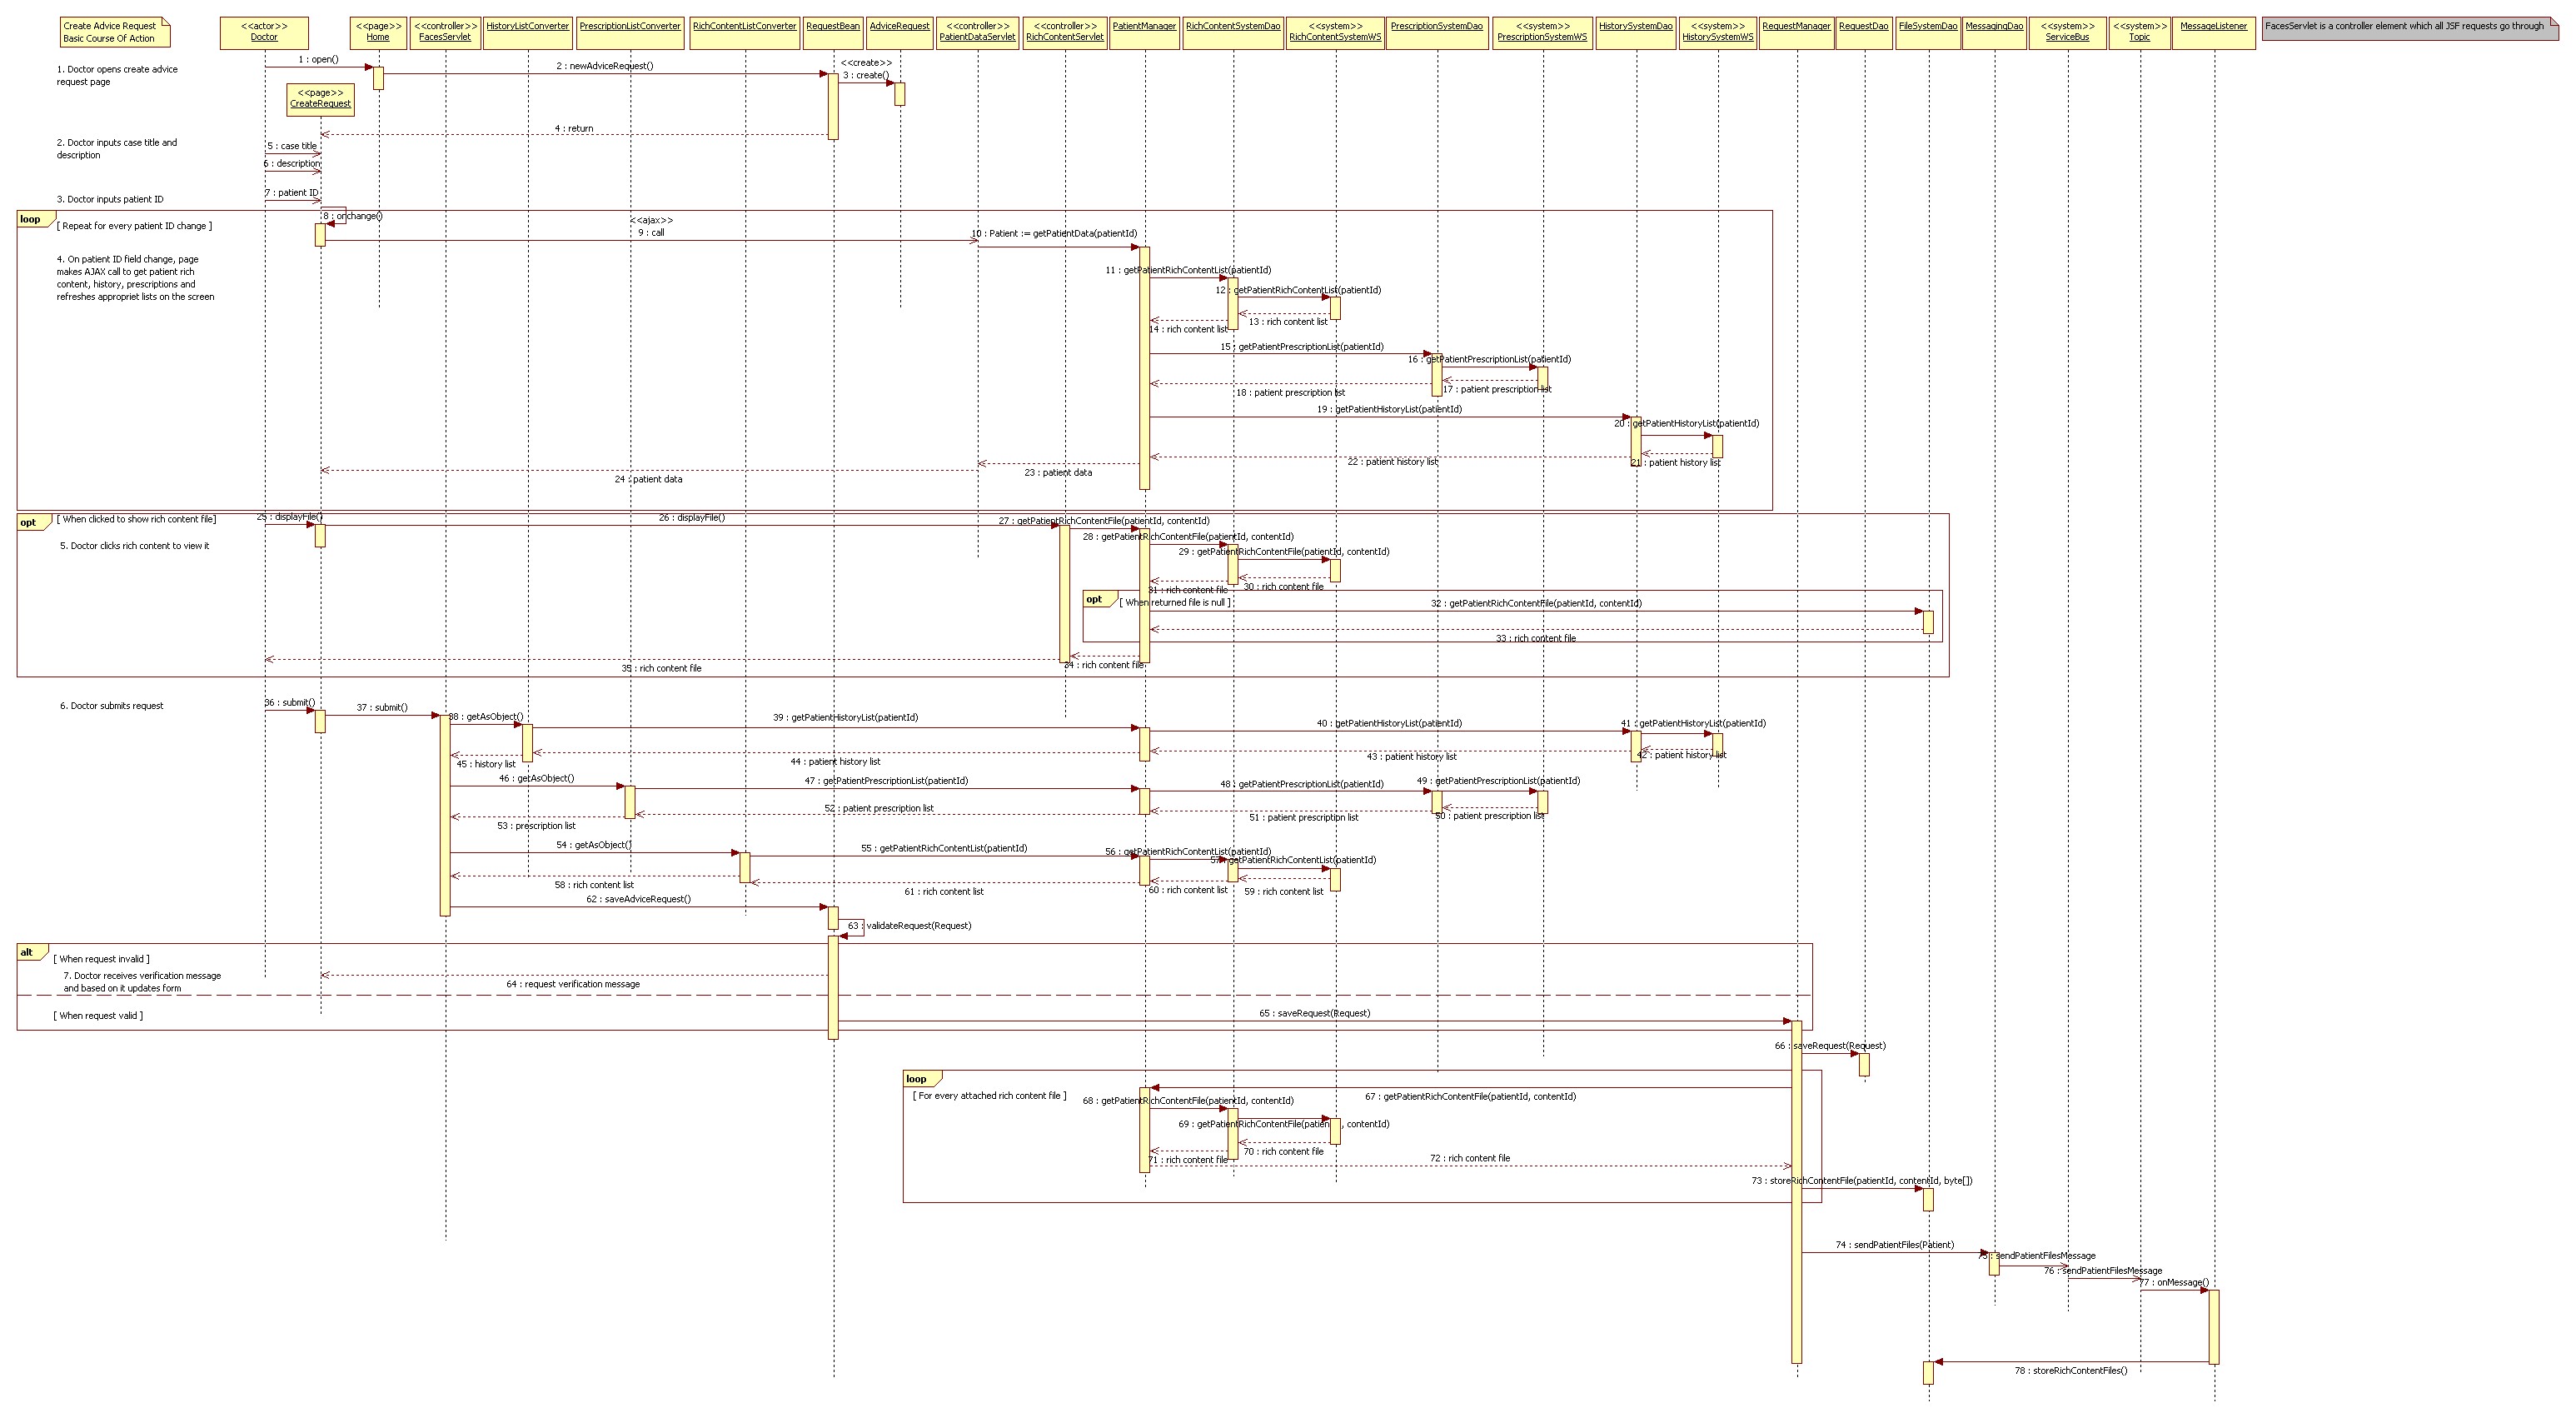 Create Advice Request
Basic Course Of Action
<<actor>>
Doctor
<<page>>
Home
<<controller>>
FacesServlet
HistoryListConverter
PrescriptionListConverter
RichContentListConverter
RequestBean
AdviceRequest
<<controller>>
PatientDataServlet
<<controller>>
RichContentServlet
PatientManager
RichContentSystemDao
<<system>>
RichContentSystemWS
PrescriptionSystemDao
<<system>>
PrescriptionSystemWS
HistorySystemDao
<<system>>
HistorySystemWS
RequestManager
RequestDao
FileSystemDao
MessagingDao
<<system>>
ServiceBus
<<system>>
Topic
MessageListener
FacesServlet is a controller element which all JSF requests go through
1. Doctor opens create advice
request page
1 : open()
2 : newAdviceRequest()
<<create>>
3 : create()
<<page>>
CreateRequest
4 : return
2. Doctor inputs case title and
description
5 : case title
6 : description
3. Doctor inputs patient ID
7 : patient ID
8 : onchange()
loop
[ Repeat for every patient ID change ]
<<ajax>>
9 : call
10 : Patient := getPatientData(patientId)
4. On patient ID field change, page
makes AJAX call to get patient rich
content, history, prescriptions and
refreshes appropriet lists on the screen
11 : getPatientRichContentList(patientId)
12 : getPatientRichContentList(patientId)
13 : rich content list
14 : rich content list
15 : getPatientPrescriptionList(patientId)
16 : getPatientPrescriptionList(patientId)
17 : patient prescription list
18 : patient prescription list
19 : getPatientHistoryList(patientId)
20 : getPatientHistoryList(patientId)
21 : patient history list
22 : patient history list
23 : patient data
24 : patient data
opt
[ When clicked to show rich content file]
25 : displayFile()
26 : displayFile()
27 : getPatientRichContentFile(patientId, contentId)
5. Doctor clicks rich content to view it
28 : getPatientRichContentFile(patientId, contentId)
29 : getPatientRichContentFile(patientId, contentId)
30 : rich content file
31 : rich content file
opt
[ When returned file is null ]
32 : getPatientRichContentFile(patientId, contentId)
33 : rich content file
34 : rich content file
35 : rich content file
6. Doctor submits request
36 : submit()
37 : submit()
38 : getAsObject()
39 : getPatientHistoryList(patientId)
40 : getPatientHistoryList(patientId)
41 : getPatientHistoryList(patientId)
42 : patient history list
43 : patient history list
44 : patient history list
45 : history list
46 : getAsObject()
47 : getPatientPrescriptionList(patientId)
48 : getPatientPrescriptionList(patientId)
49 : getPatientPrescriptionList(patientId)
50 : patient prescription list
51 : patient prescription list
52 : patient prescription list
53 : prescription list
54 : getAsObject()
55 : getPatientRichContentList(patientId)
56 : getPatientRichContentList(patientId)
57 : getPatientRichContentList(patientId)
58 : rich content list
61 : rich content list
60 : rich content list
59 : rich content list
62 : saveAdviceRequest()
63 : validateRequest(Request)
alt
[ When request invalid ]
7. Doctor receives verification message
and based on it updates form
64 : request verification message
[ When request valid ]
65 : saveRequest(Request)
66 : saveRequest(Request)
loop
[ For every attached rich content file ]
67 : getPatientRichContentFile(patientId, contentId)
68 : getPatientRichContentFile(patientId, contentId)
69 : getPatientRichContentFile(patientId, contentId)
70 : rich content file
71 : rich content file
72 : rich content file
73 : storeRichContentFile(patientId, contentId, byte[])
74 : sendPatientFiles(Patient)
75 : sendPatientFilesMessage
76 : sendPatientFilesMessage
77 : onMessage()
78 : storeRichContentFiles()